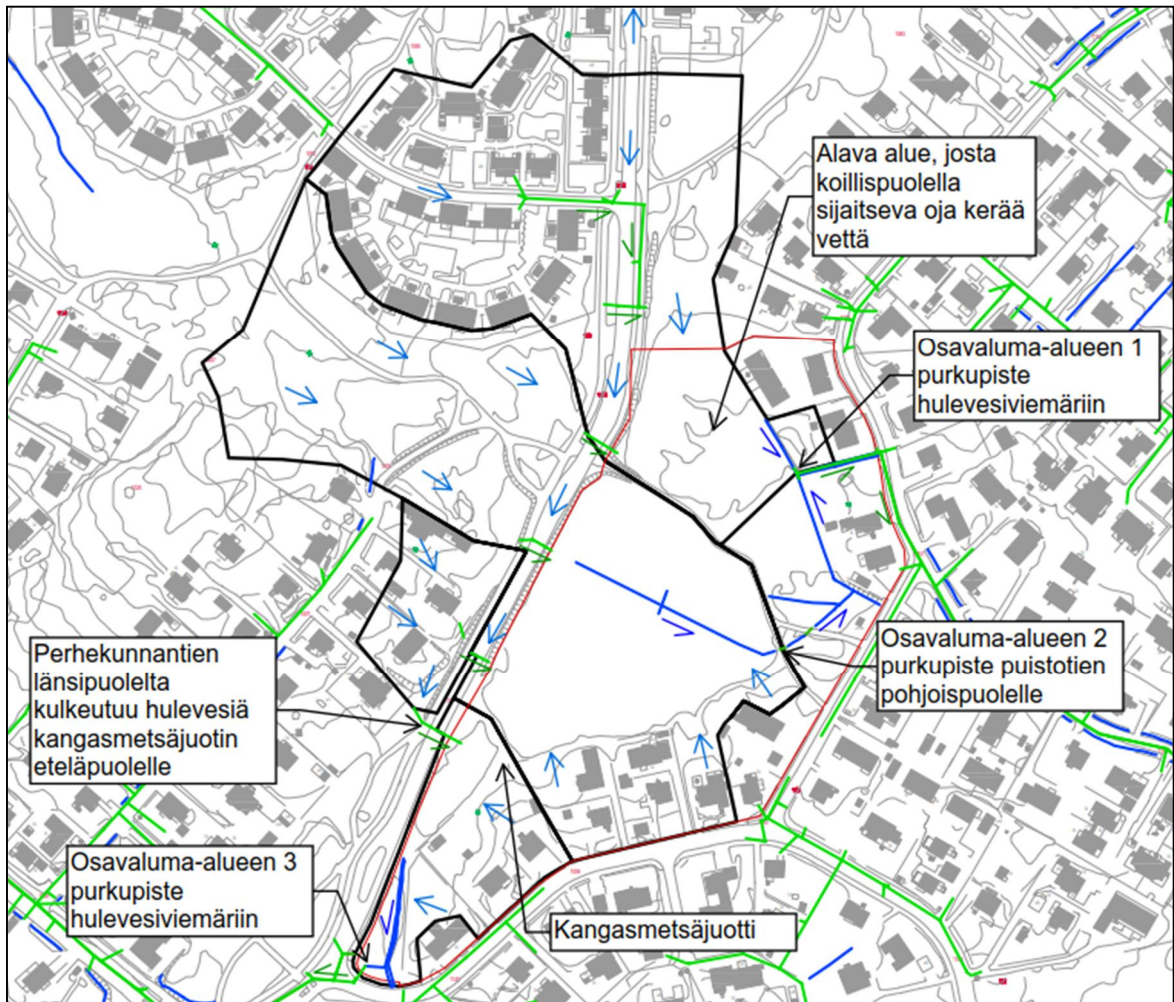 Alava alue, josta
koillispuolella
sijaitseva oja kerää
vettä
Osavaluma-alueen 1
purkupiste
hulevesiviemäriin
Osavaluma-alueen 2
purkupiste puistotien
pohjoispuolelle
Perhekunnantien
länsipuolelta
kulkeutuu hulevesiä
kangasmetsäjuotin
eteläpuolelle
Osavaluma-alueen 3
purkupiste
hulevesiviemäriin
Kangasmetsäjuotti